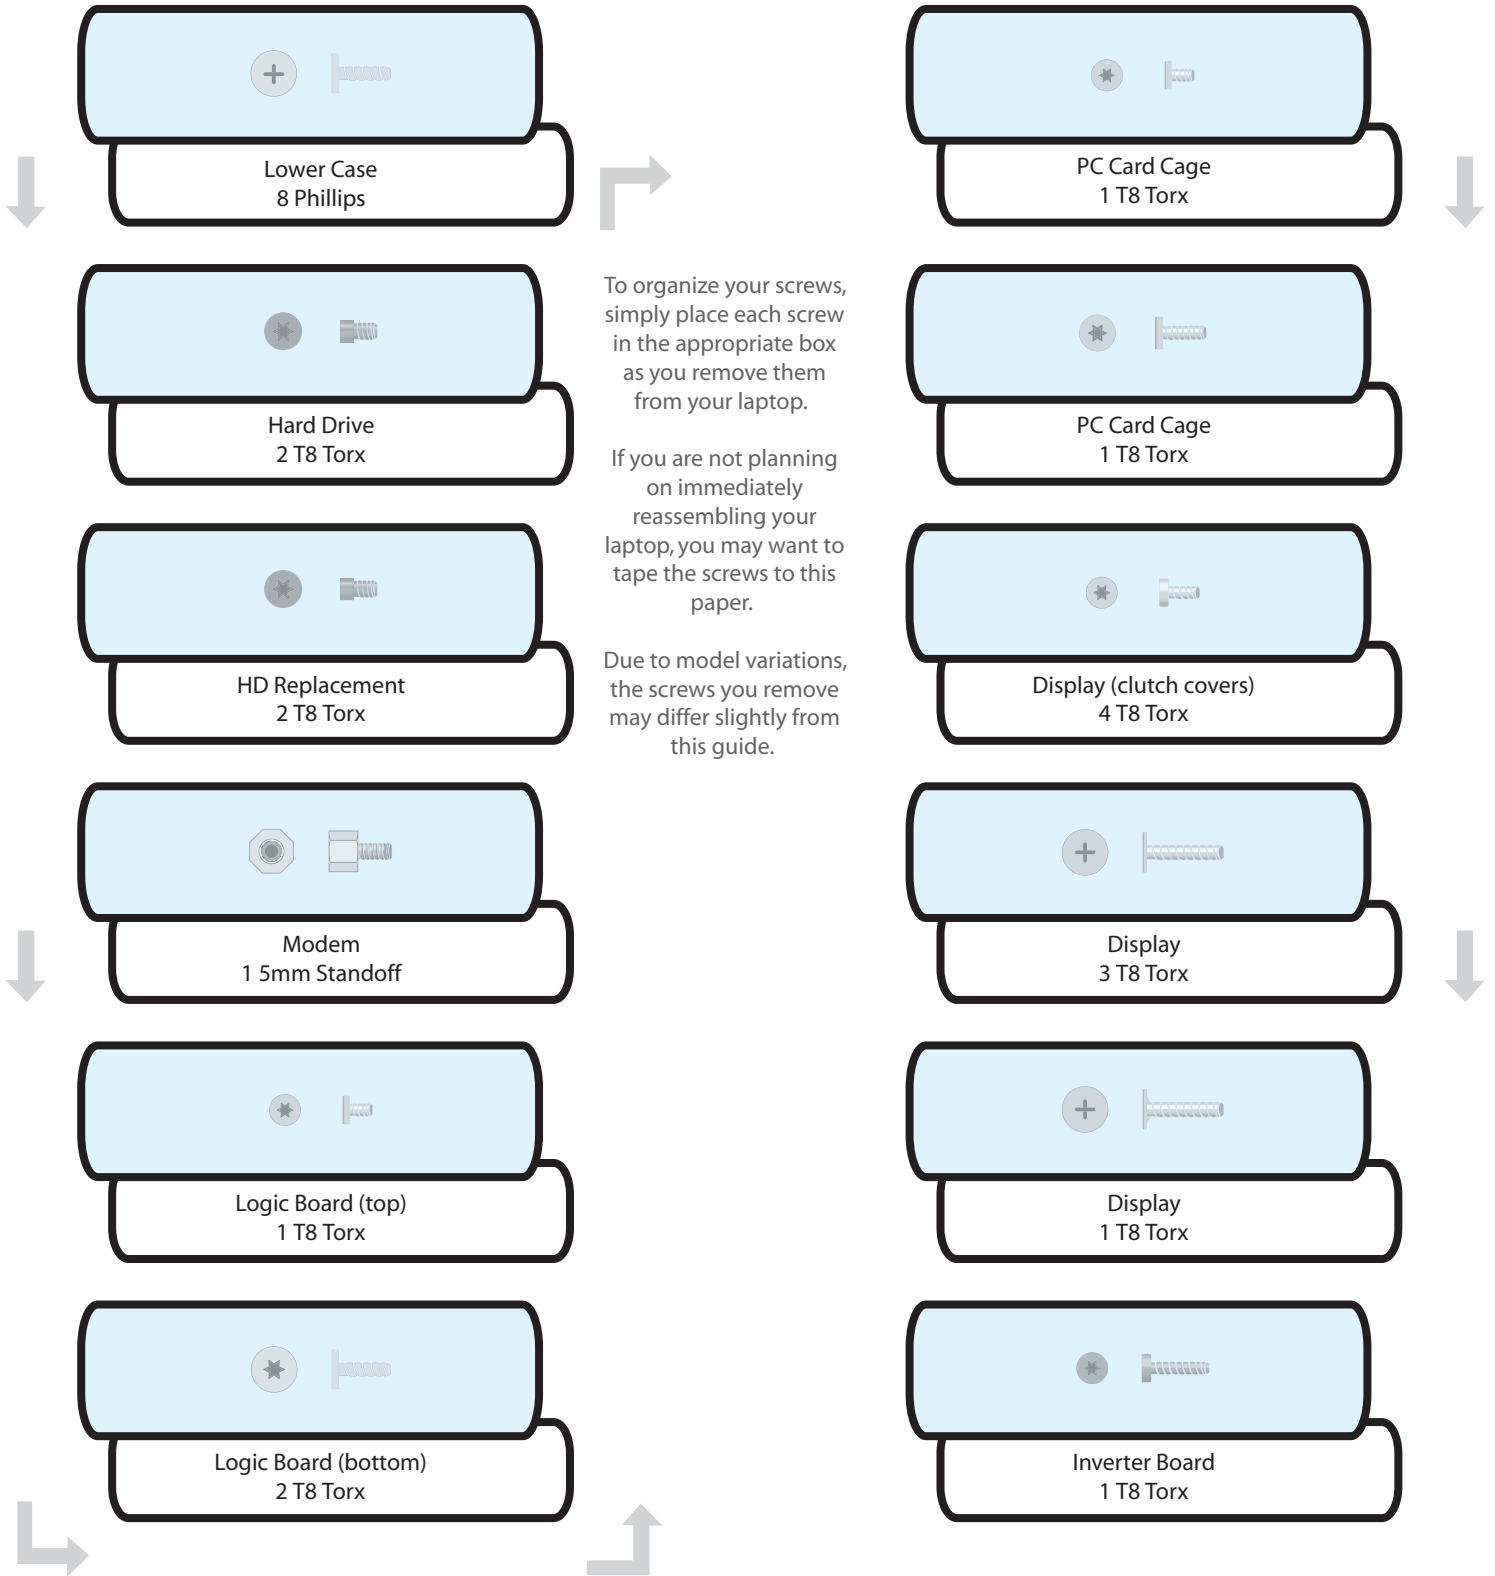 Lower Case
8 Phillips
Hard Drive
2 T8 Torx
HD Replacement
2 T8 Torx
Modem
1 5mm Standoff
Logic Board (top)
1 T8 Torx
Logic Board (bottom)
2 T8 Torx
To organize your screws,
simply place each screw
in the appropriate box
as you remove them
from your laptop.
If you are not planning
on immediately
reassembling your
laptop, you may want to
tape the screws to this
paper.
Due to model variations,
the screws you remove
may differ slightly from
this guide.
PC Card Cage
1 T8 Torx
PC Card Cage
1 T8 Torx
Display (clutch covers)
4 T8 Torx
Display
3 T8 Torx
Display
1 T8 Torx
Inverter Board
1 T8 Torx